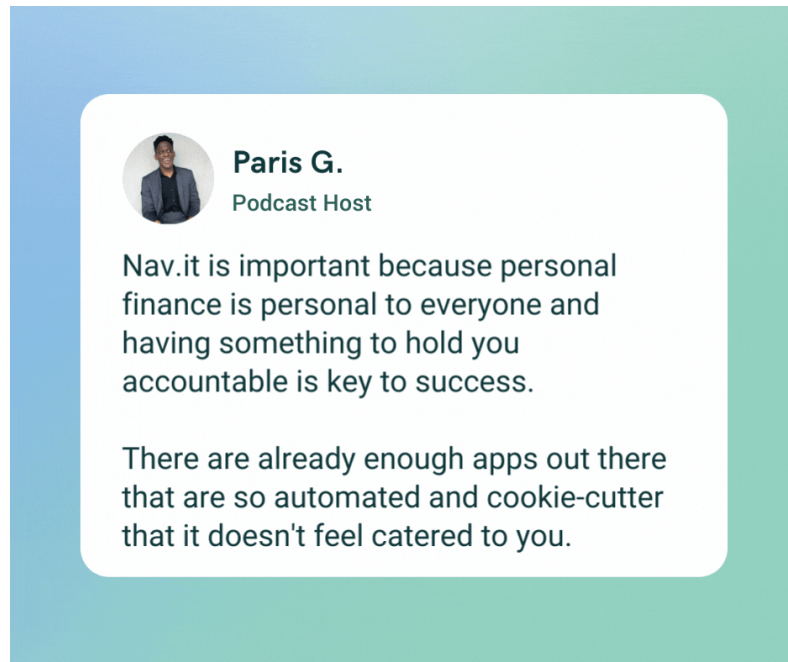 Paris G.
Podcast Host
Nav.it is important because personal
finance is personal to everyone and
having something to hold you
accountable is key to success.
There are already enough apps out there
that are so automated and cookie-cutter
that it doesn't feel catered to you.